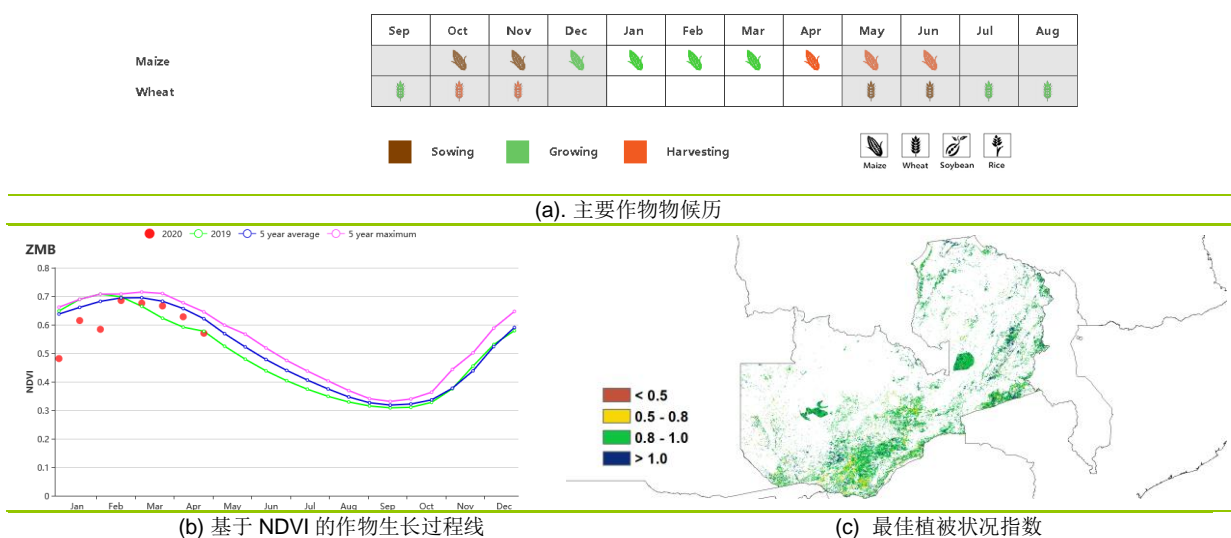 Sep Oct Nov Dec Jan Feb Mar Apr May Jun Jul Aug
Maize
Wheat
Sowing Growing Harvesting
Maize Wheat Soybean Rice
(a). 主要作物物候历
2020 2019 5 year average 5 year maximum
ZMB
0.8
0.7
0.6
0.5
0.4
0.3
0.2
0.1
0
NDVI
Jan Feb Mar Apr May Jun Jul Aug Sep Oct Nov Dec
< 0.5
0.5 - 0.8
0.8 - 1.0
> 1.0
(b) 基于 NDVI 的作物生长过程线
(c) 最佳植被状况指数